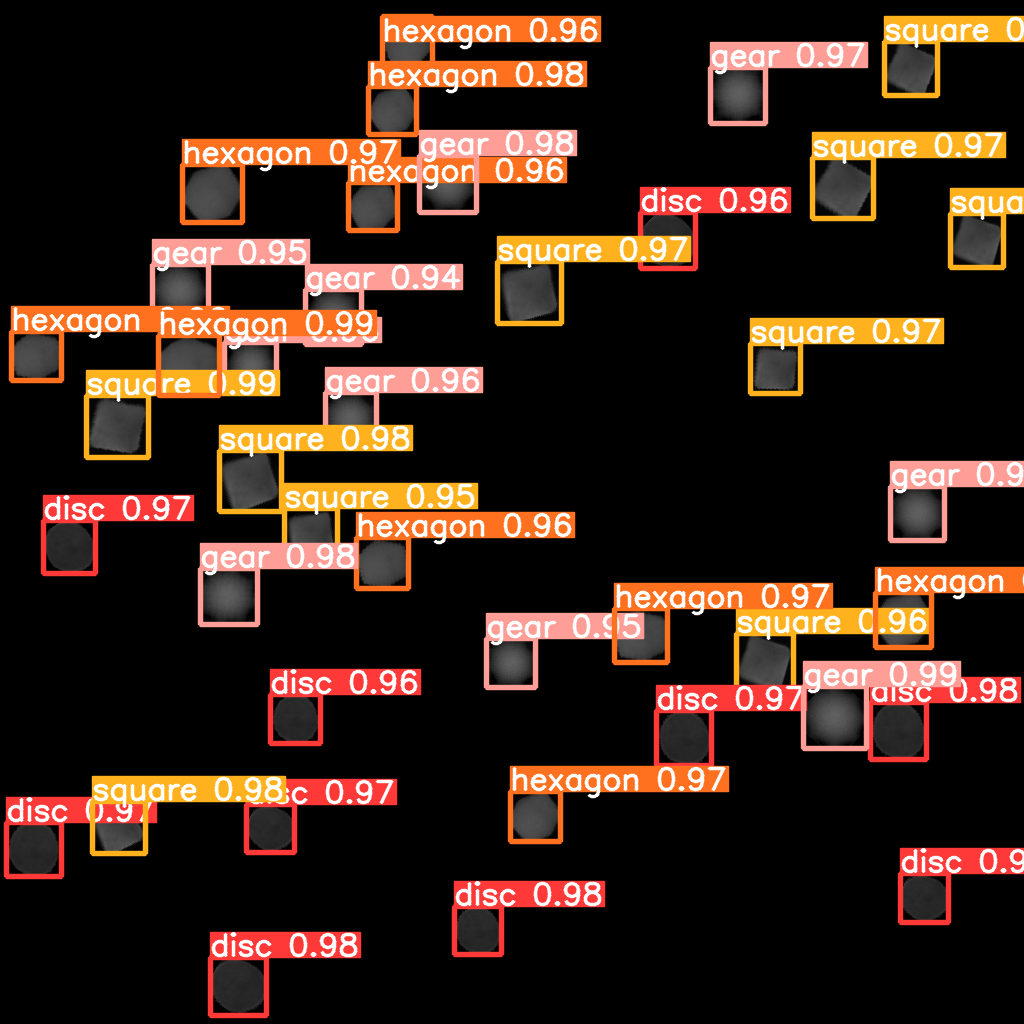 hexagon 0.96
square 0
gear 0.97
hexagon 0.98
gear 0.98
square 0.97
hexagon 0.97
hexagon 0.96
disc 0.96
squa
gear 0.95
square 0.97
gear 0.94
hexagon
hexagon 0.99
square 0.97
square 0.99
gear 0.96
square 0.98
gear 0.9
square 0.95
disc 0.97
hexagon 0.96
gear 0.98
hexagon
hexagon 0.97
square 0.96
gear 0.95
disc 0.96
gear 0.99
disc 0.98
disc 0.97
hexagon 0.97
square 0.98
disc 0.97
disc 0.97
disc 0.9
disc 0.98
disc 0.98